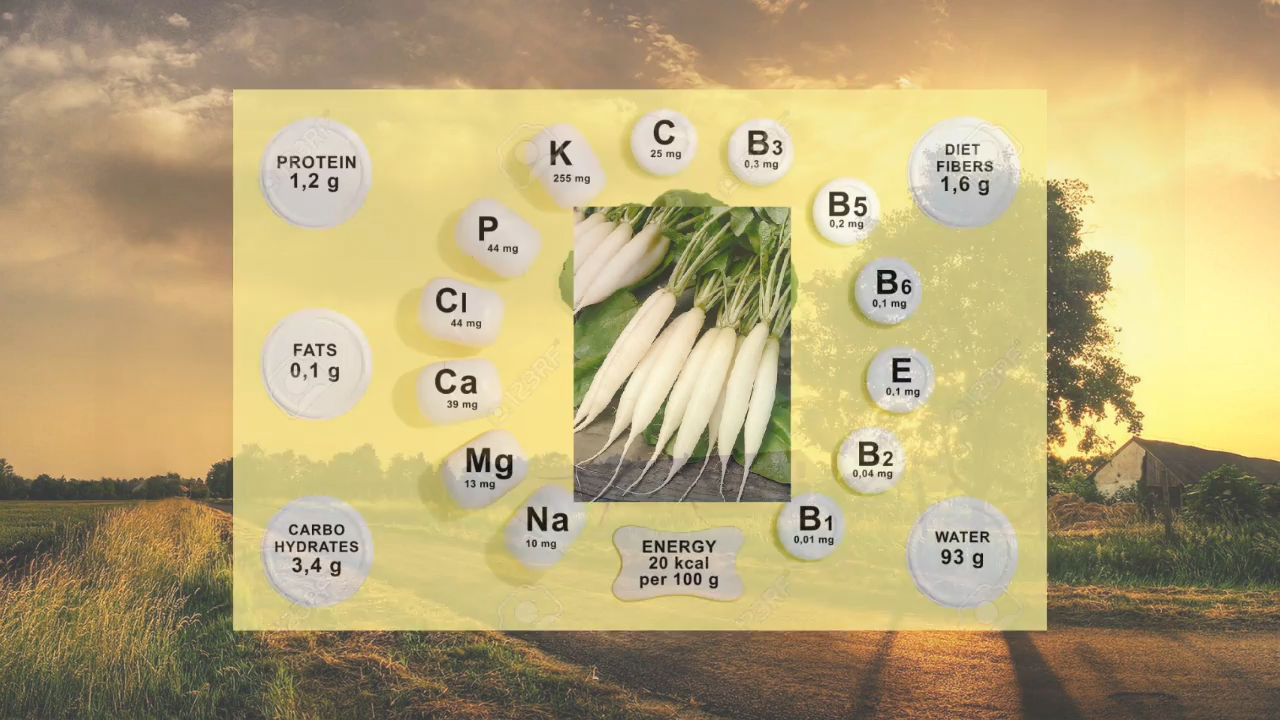 PROTEIN
1,2 g
K
255 mg
C
25 mg
B3
0,3 mg
DIET
FIBERS
1,6 g
P
44 mg
B5
0,2 mg
Cl
44 mg
B6
0,1 mg
FATS
0,1 g
Ca
39 mg
E
0,1 mg
Mg
13 mg
B2
0,04 mg
CARBO
HYDRATES
3,4 g
Na
10 mg
ENERGY
20 kcal
per 100 g
B1
0,01 mg
WATER
93 g
123RF